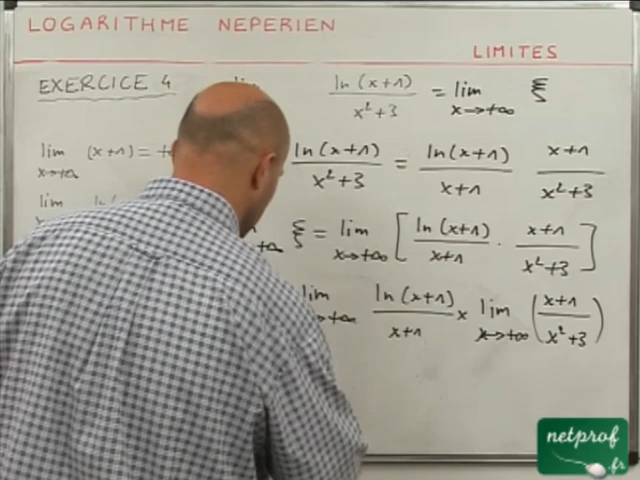 LOGARITHME NEPERIEN
LIMITES
EXERCICE 4 ln(x+1)/(x²+3) = lim x→+∞ ξ
lim x→+∞ (x+1) = ln(x+1)/(x²+3) = ln(x+1)/(x+1) (x+1)/(x²+3)
lim
ξ = lim x→+∞ [ln(x+1)/(x+1) · (x+1)/(x²+3)]
lim x→+∞ ln(x+1)/(x+1) × lim x→+∞ ((x+1)/(x²+3))
netprof
.fr